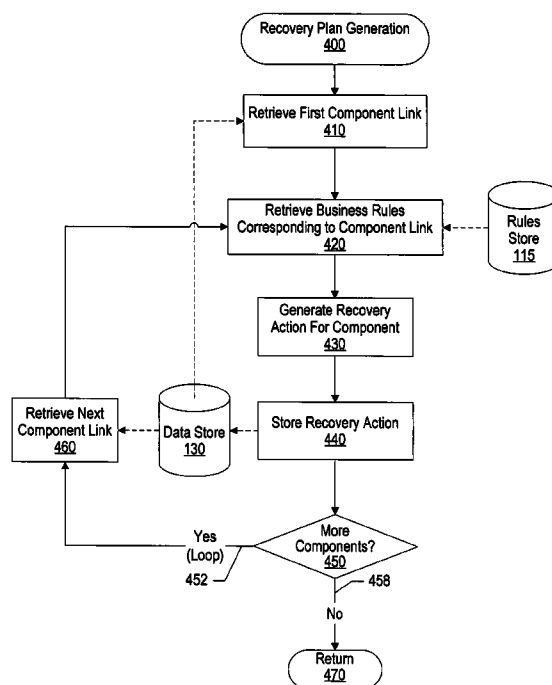 Recovery Plan Generation
400
Retrieve First Component Link
410
Retrieve Business Rules
Corresponding to Component Link
420
Rules
Store
115
Generate Recovery
Action For Component
430
Retrieve Next
Component Link
460
Data Store
130
Store Recovery Action
440
More
Components?
450
Yes
(Loop)
452
458
No
Return
470